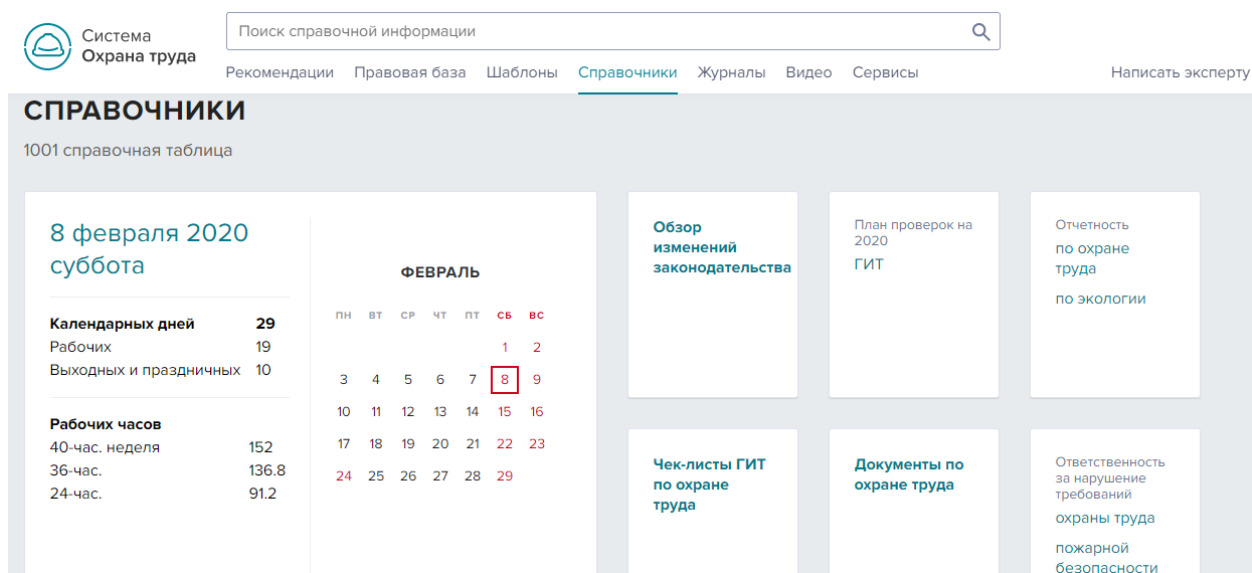 Система
Охрана труда
Поиск справочной информации
Рекомендации Правовая база Шаблоны Справочники Журналы Видео Сервисы Написать эксперту
СПРАВОЧНИКИ
1001 справочная таблица
8 февраля 2020
суббота
Календарных дней 29
Рабочих 19
Выходных и праздничных 10
Рабочих часов
40-час. неделя 152
36-час. 136.8
24-час. 91.2
ФЕВРАЛЬ
ПН ВТ СР ЧТ ПТ СБ ВС
1 2
3 4 5 6 7 8 9
10 11 12 13 14 15 16
17 18 19 20 21 22 23
24 25 26 27 28 29
Обзор
изменений
законодательства
План проверок на
2020
ГИТ
Отчетность
по охране
труда
по экологии
Чек-листы ГИТ
по охране
труда
Документы по
охране труда
Ответственность
за нарушение
требований
охраны труда
пожарной
безопасности